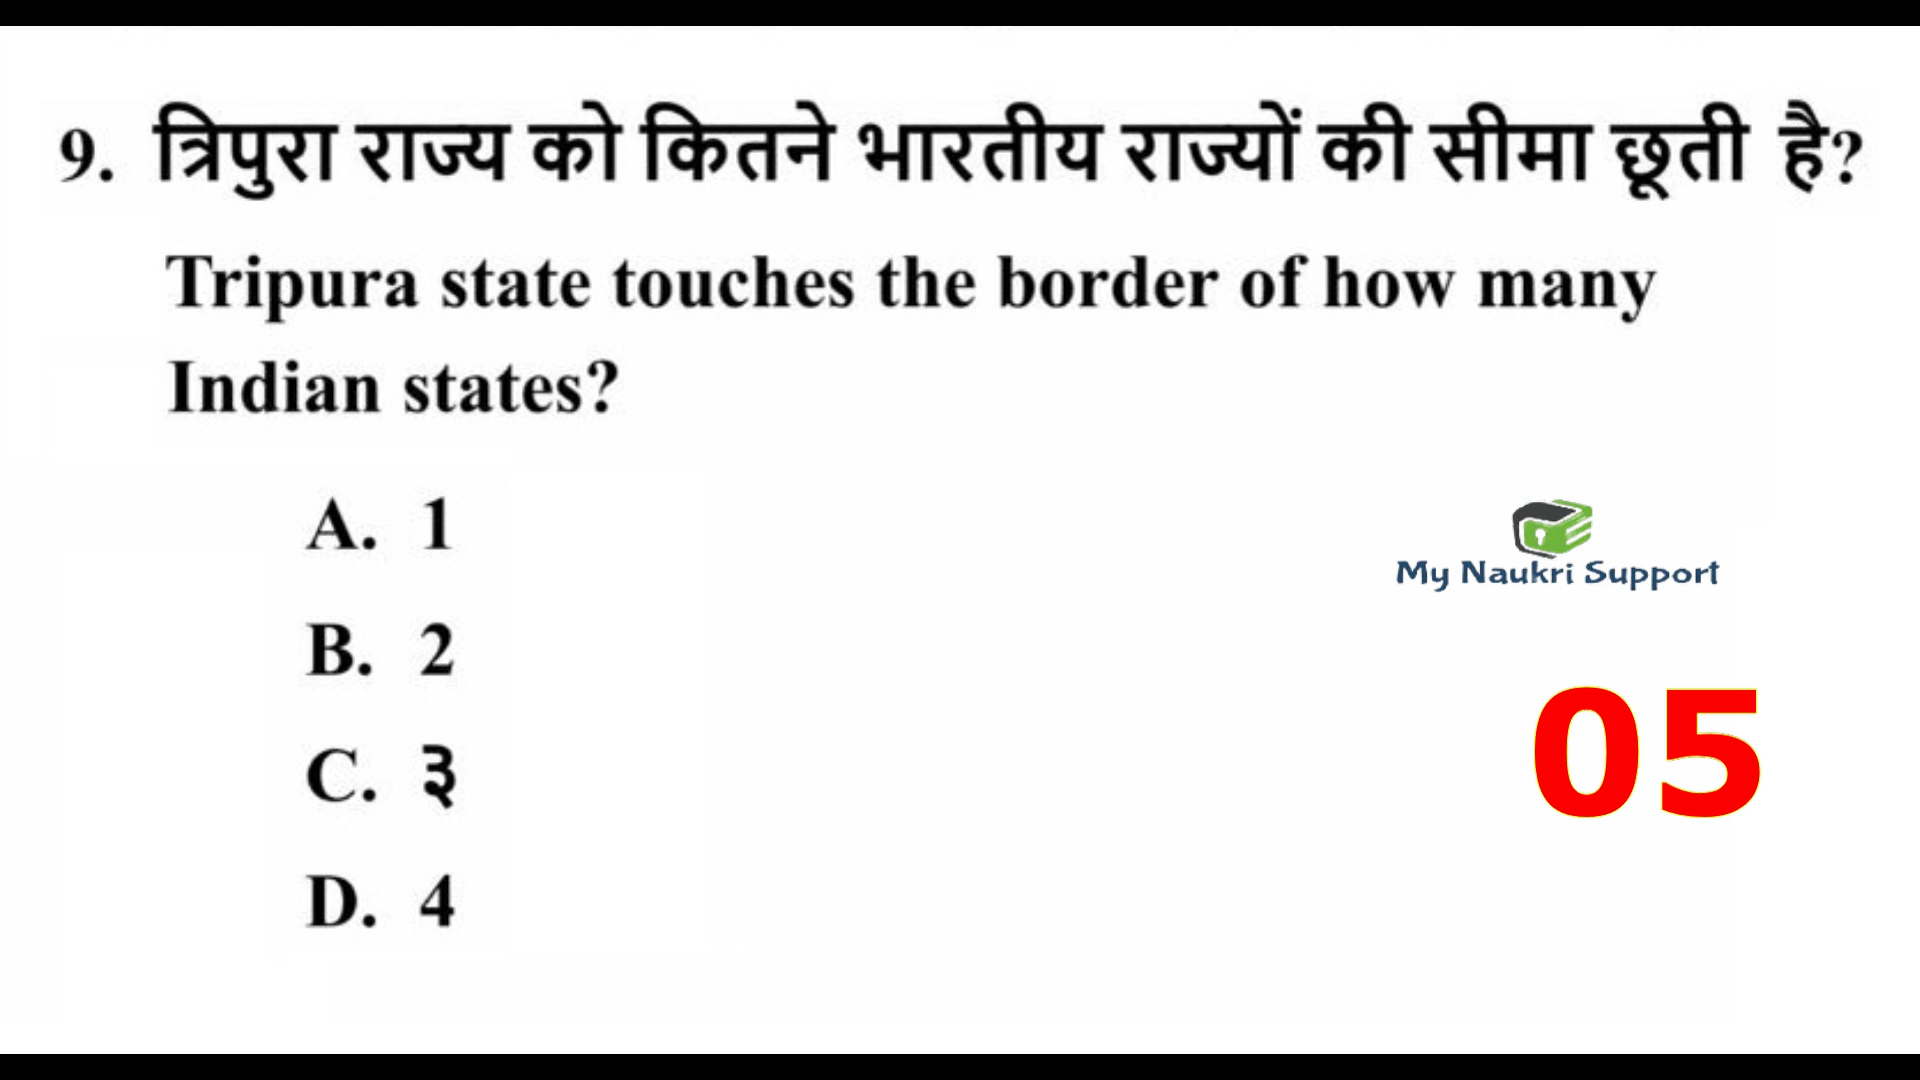 9. त्रिपुरा राज्य को कितने भारतीय राज्यों की सीमा छूती है?
Tripura state touches the border of how many
Indian states?
A. 1
B. 2
C. ३
D. 4
My Naukri Support
05